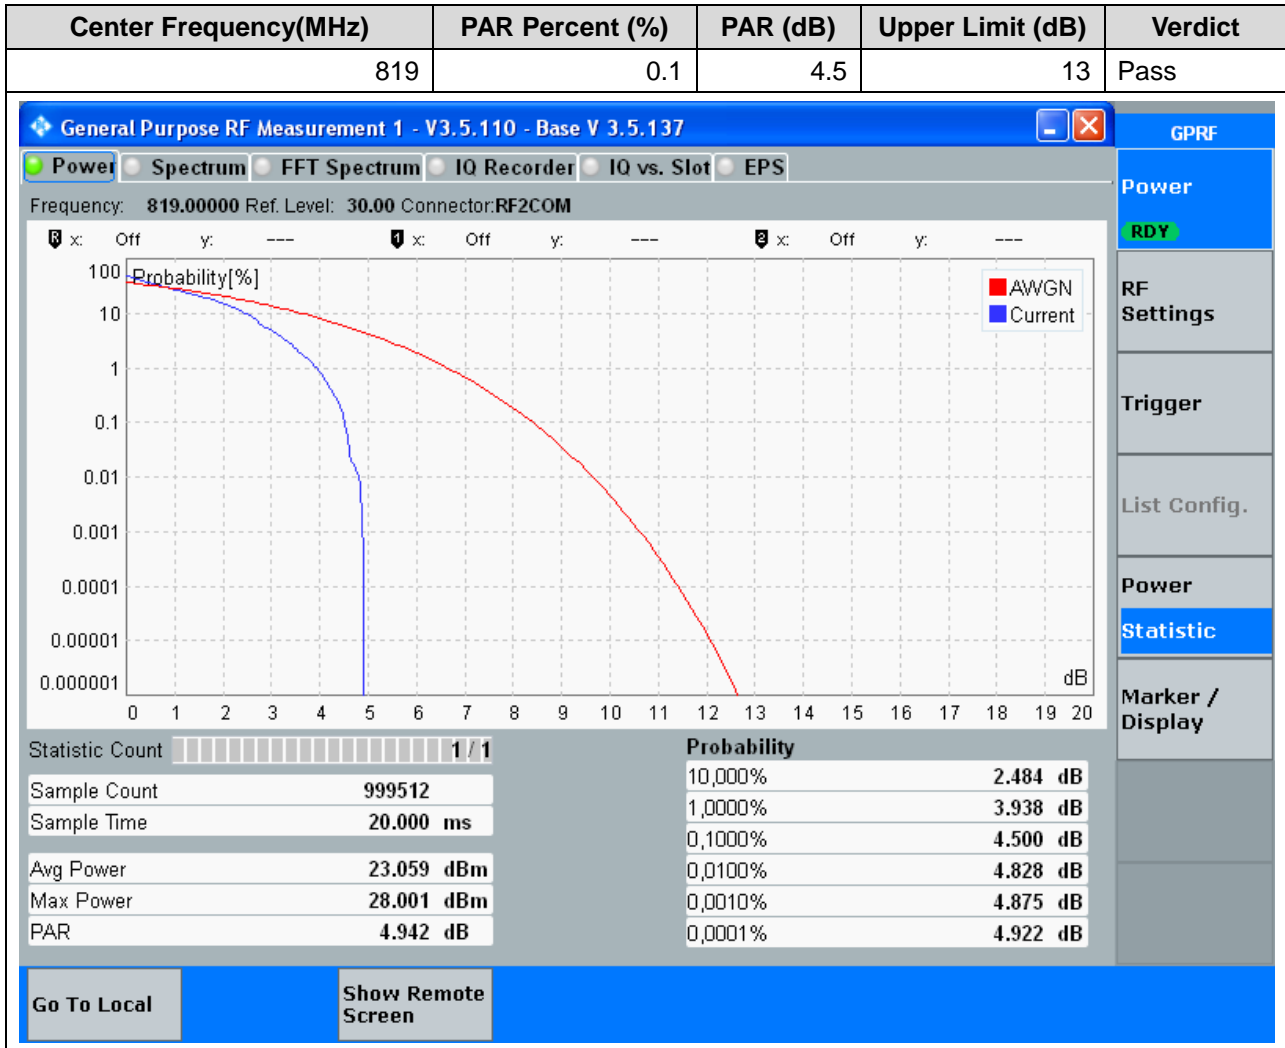 Center Frequency(MHz) PAR Percent (%) PAR (dB) Upper Limit (dB) Verdict
819 0.1 4.5 13 Pass
General Purpose RF Measurement 1 - V3.5.110 - Base V 3.5.137
GPRF
Power Spectrum FFT Spectrum IQ Recorder IQ vs. Slot EPS
Power
RDY
Frequency: 819.00000 Ref. Level: 30.00 Connector:RF2COM
R x: Off y: --- 1 x: Off y: --- 2 x: Off y: ---
Probability[%]
AWGN
Current
100
10
1
0.1
0.01
0.001
0.0001
0.00001
0.000001
dB
0 1 2 3 4 5 6 7 8 9 10 11 12 13 14 15 16 17 18 19 20
RF
Settings
Trigger
List Config.
Power
Statistic
Marker /
Display
Statistic Count 1 / 1
Sample Count 999512
Sample Time 20.000 ms
Avg Power 23.059 dBm
Max Power 28.001 dBm
PAR 4.942 dB
Probability
10,000% 2.484 dB
1,0000% 3.938 dB
0,1000% 4.500 dB
0,0100% 4.828 dB
0,0010% 4.875 dB
0,0001% 4.922 dB
Go To Local
Show Remote
Screen